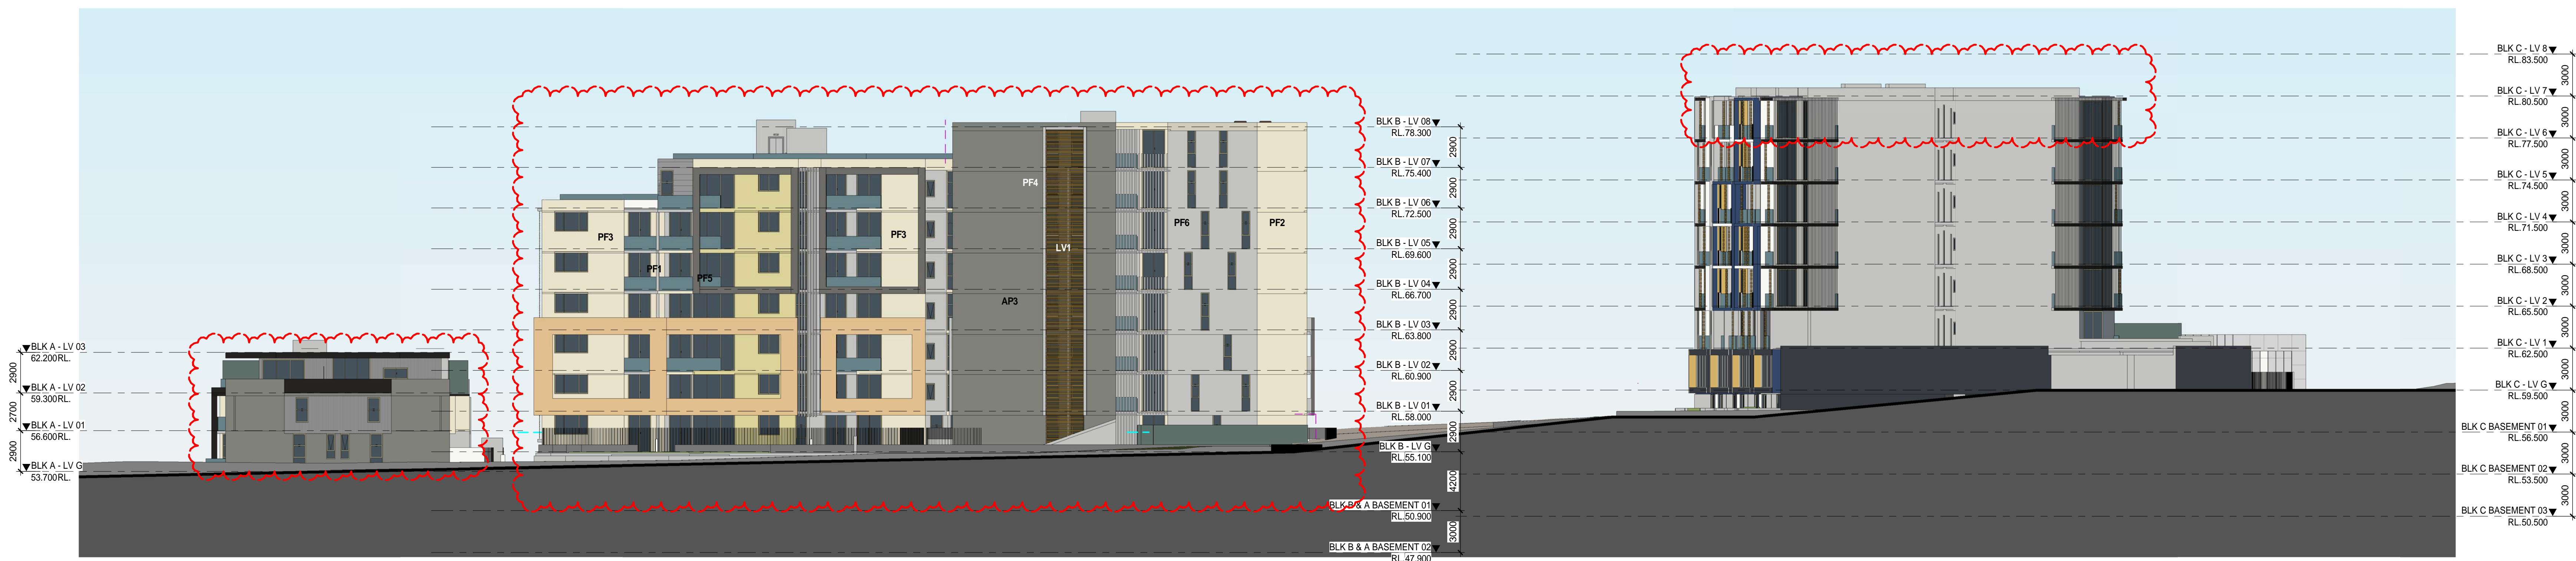 BLK A - LV 03
62.200RL.
2900
BLK A - LV 02
59.300RL.
2700
BLK A - LV 01
56.600RL.
2900
BLK A - LV G
53.700RL.
PF3
PF1
PF5
PF3
PF4
LV1
AP3
PF6
PF2
BLK B - LV 08
RL.78.300
2900
BLK B - LV 07
RL.75.400
2900
BLK B - LV 06
RL.72.500
2900
BLK B - LV 05
RL.69.600
2900
BLK B - LV 04
RL.66.700
2900
BLK B - LV 03
RL.63.800
2900
BLK B - LV 02
RL.60.900
2900
BLK B - LV 01
RL.58.000
2900
BLK B - LV G
RL.55.100
4200
BLK B & A BASEMENT 01
RL.50.900
3000
BLK B & A BASEMENT 02
RL.47.900
BLK C - LV 8
RL.83.500
3000
BLK C - LV 7
RL.80.500
3000
BLK C - LV 6
RL.77.500
3000
BLK C - LV 5
RL.74.500
3000
BLK C - LV 4
RL.71.500
3000
BLK C - LV 3
RL.68.500
3000
BLK C - LV 2
RL.65.500
3000
BLK C - LV 1
RL.62.500
3000
BLK C - LV G
RL.59.500
3000
BLK C BASEMENT 01
RL.56.500
3000
BLK C BASEMENT 02
RL.53.500
3000
BLK C BASEMENT 03
RL.50.500